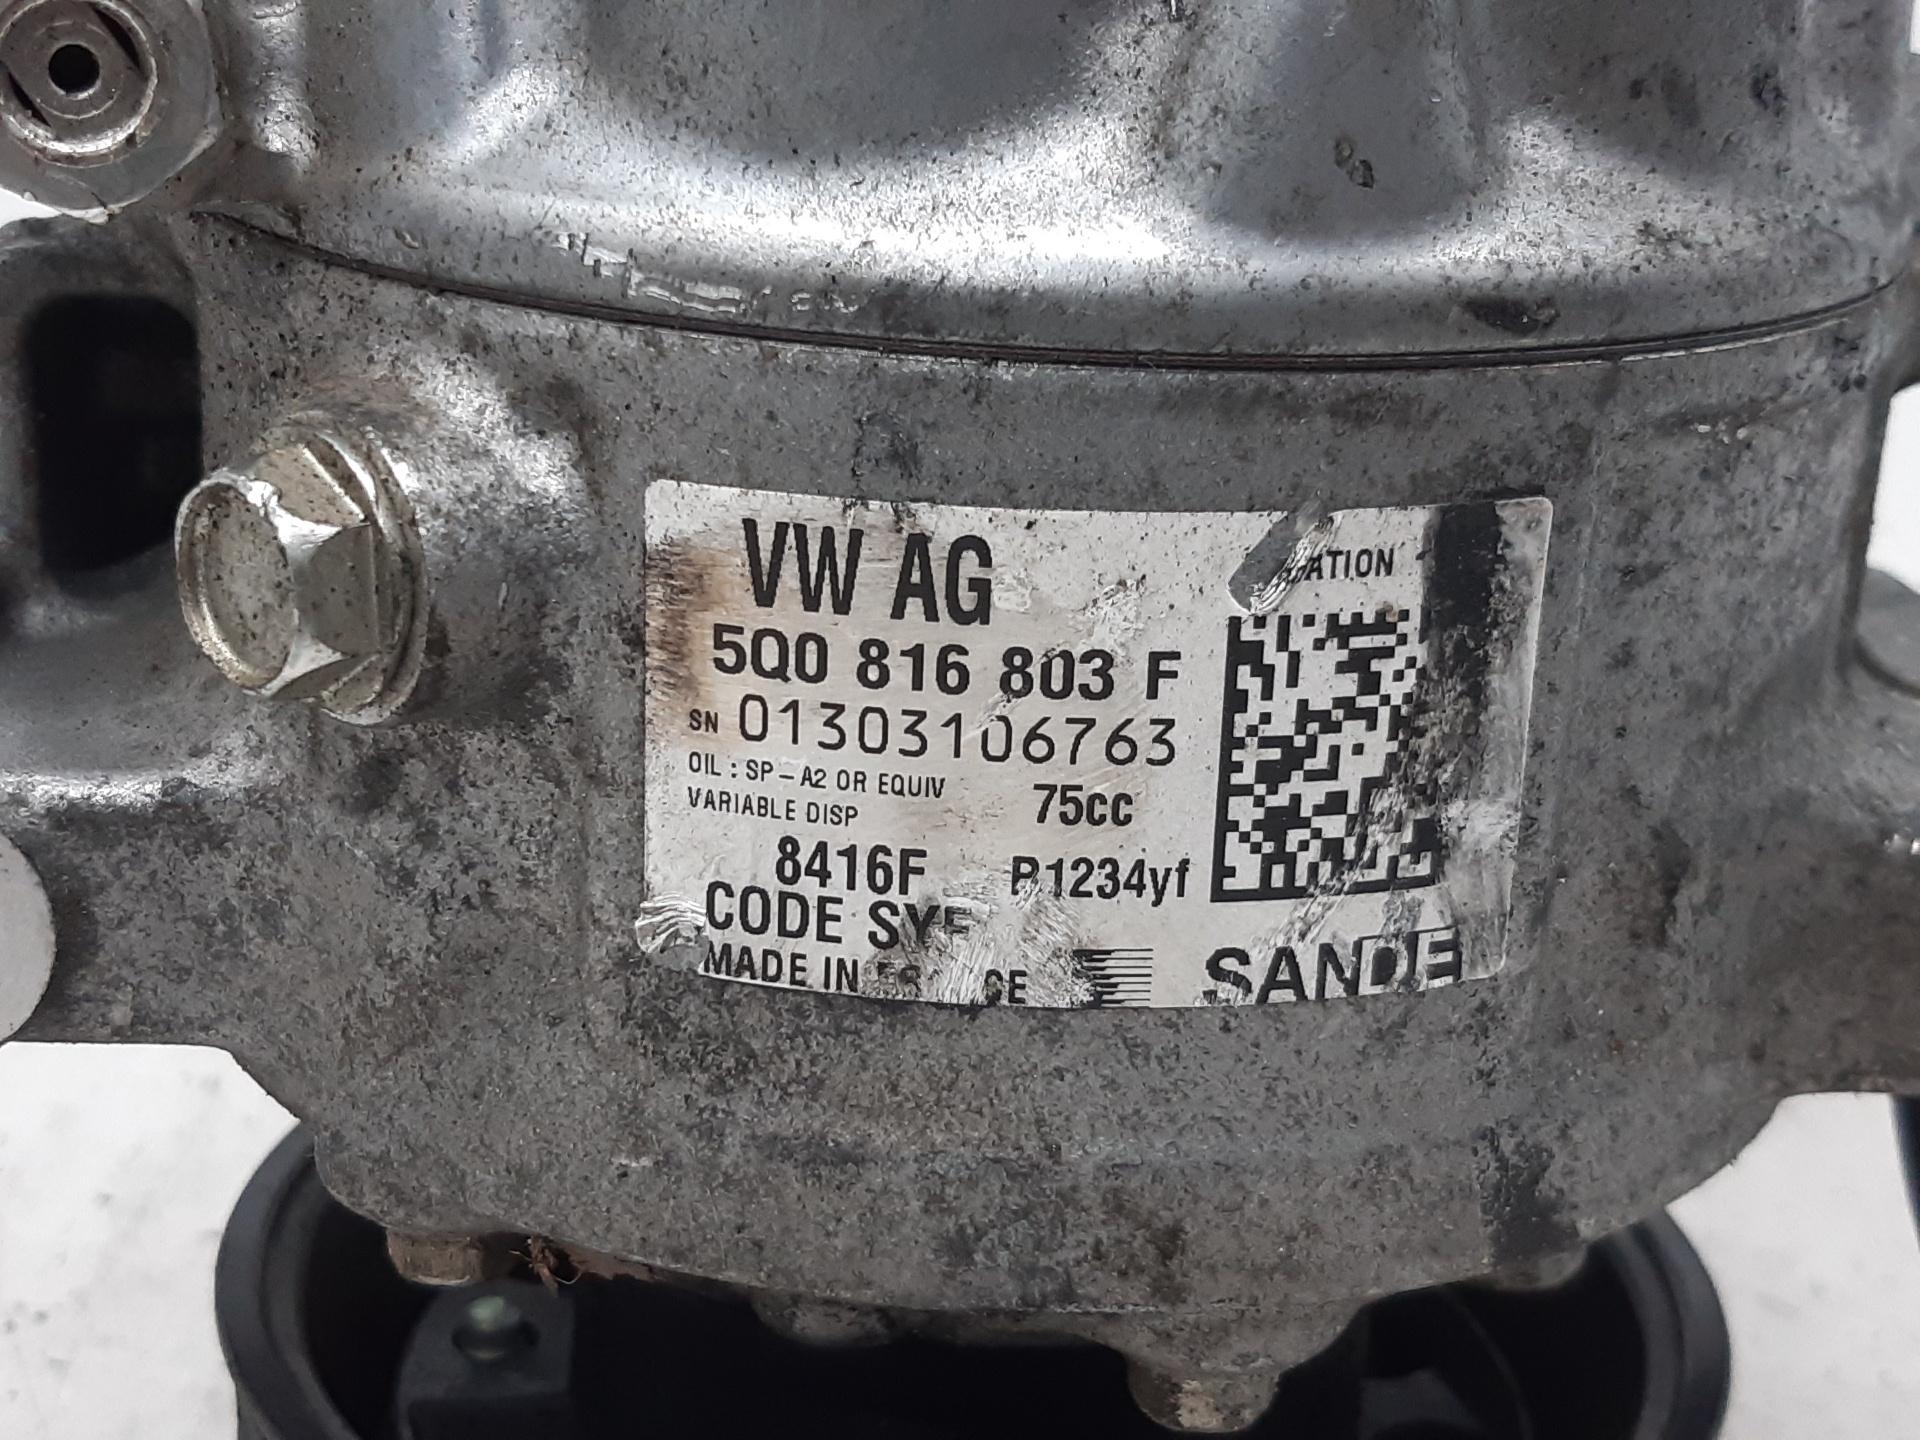 VW AG
5Q0 816 803 F
SN 01303106763
OIL : SP-A2 OR EQUIV
VARIABLE DISP 75cc
8416F R1234yf
CODE
MADE IN